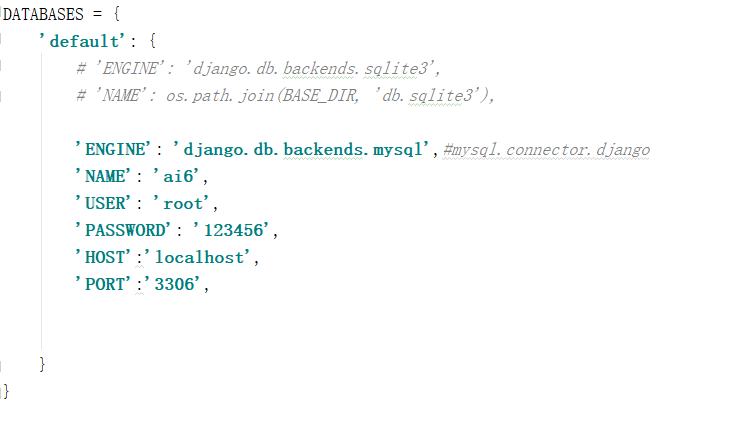 DATABASES = {
'default': {
# 'ENGINE': 'django.db.backends.sqlite3',
# 'NAME': os.path.join(BASE_DIR, 'db.sqlite3'),
'ENGINE': 'django.db.backends.mysql',#mysql.connector.django
'NAME': 'ai6',
'USER': 'root',
'PASSWORD': '123456',
'HOST':'localhost',
'PORT':'3306',
}
}